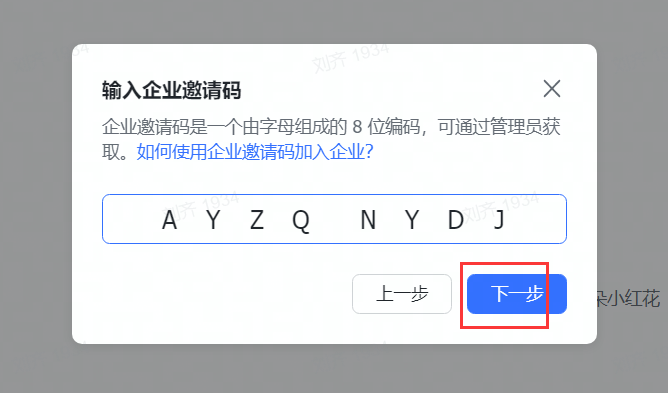 刘齐 1934
输入企业邀请码
企业邀请码是一个由字母组成的 8 位编码，可通过管理员获
取。如何使用企业邀请码加入企业？
刘齐 1934
刘齐 1934
A Y Z Q N Y D J
上一步 下一步
朵小红花